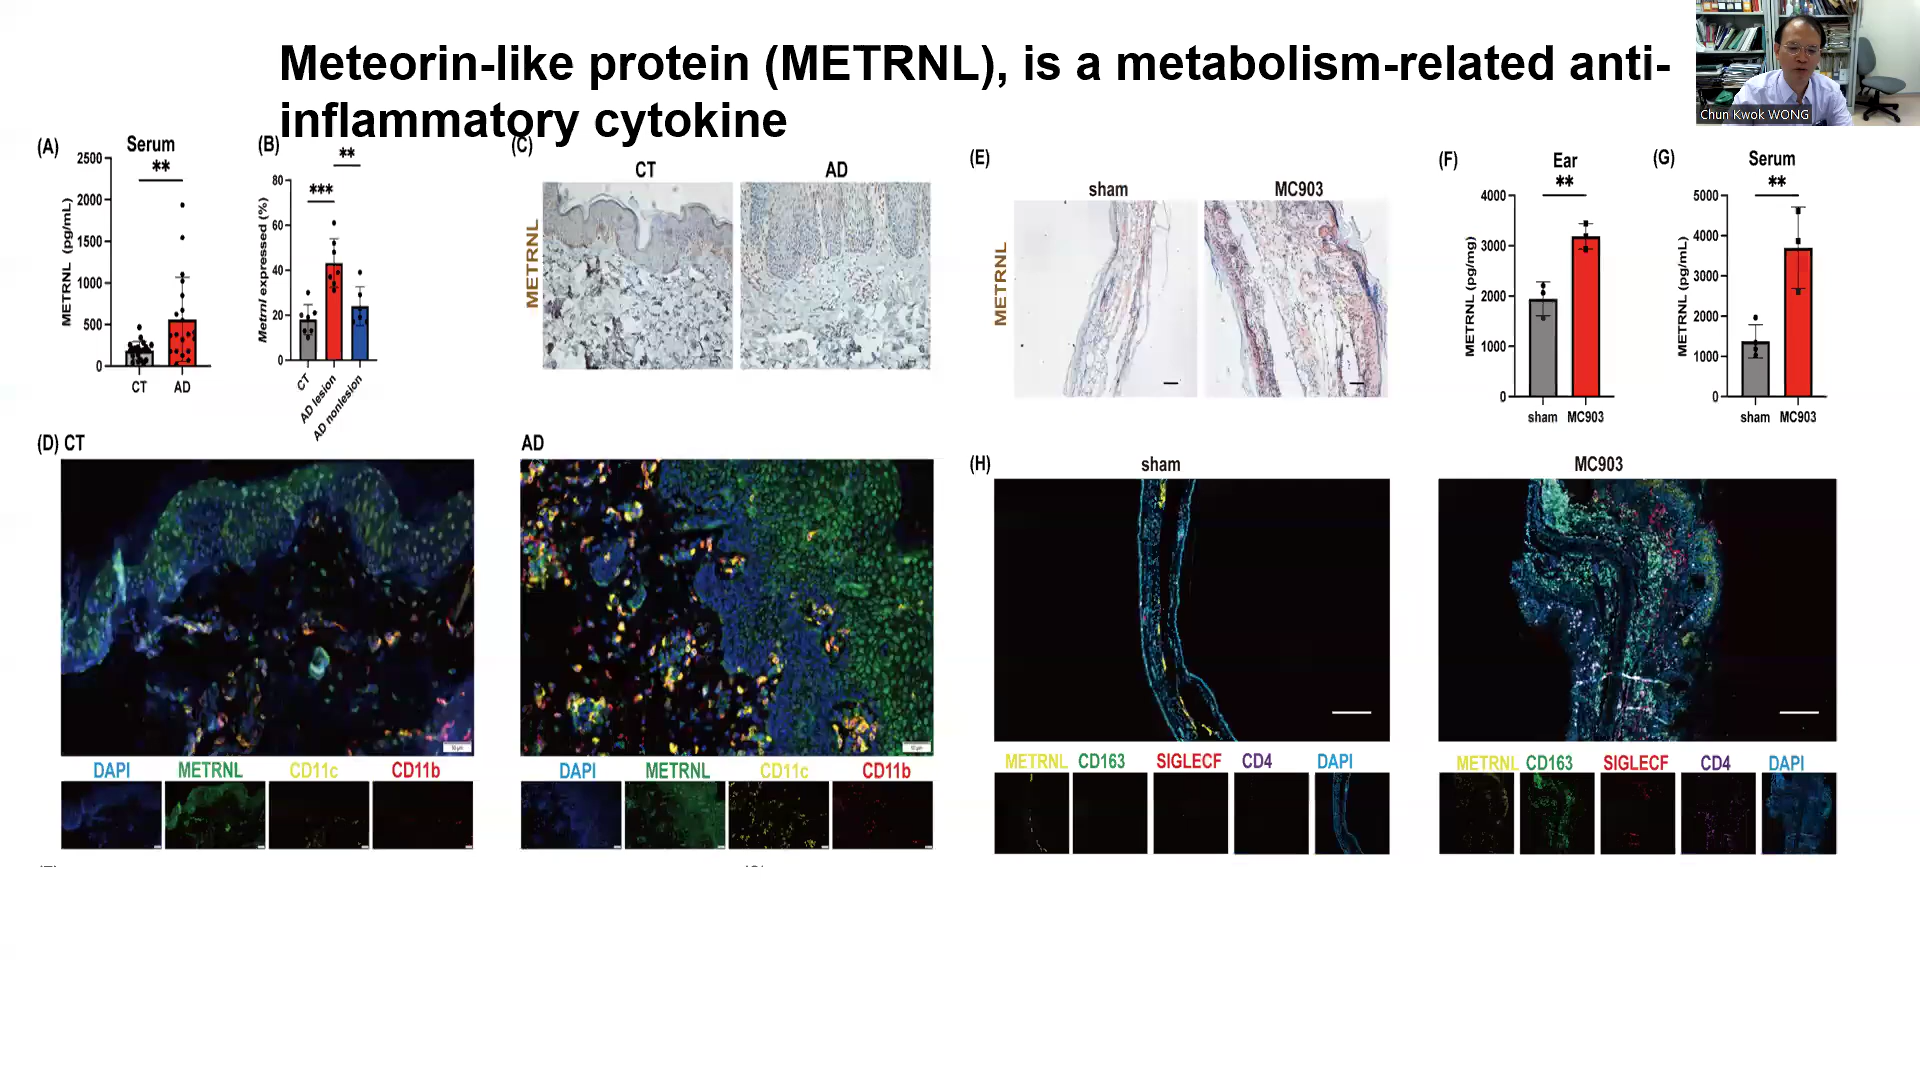 Meteorin-like protein (METRNL), is a metabolism-related anti-
inflammatory cytokine
Chun Kwok WONG
(A)
Serum
**
METRNL (pg/mL)
2500
2000
1500
1000
500
0
CT
AD
(B)
**
***
Metrnl expressed (%)
80
60
40
20
0
CT
AD lesion
AD nonlesion
(C)
CT
AD
METRNL
(E)
sham
MC903
METRNL
(F)
Ear
**
METRNL (pg/mg)
4000
3000
2000
1000
0
sham
MC903
(G)
Serum
**
METRNL (pg/mL)
5000
4000
3000
2000
1000
0
sham
MC903
(D) CT
AD
50 µm
50 µm
DAPI
METRNL
CD11c
CD11b
DAPI
METRNL
CD11c
CD11b
(H)
sham
MC903
METRNL
CD163
SIGLECF
CD4
DAPI
METRNL
CD163
SIGLECF
CD4
DAPI